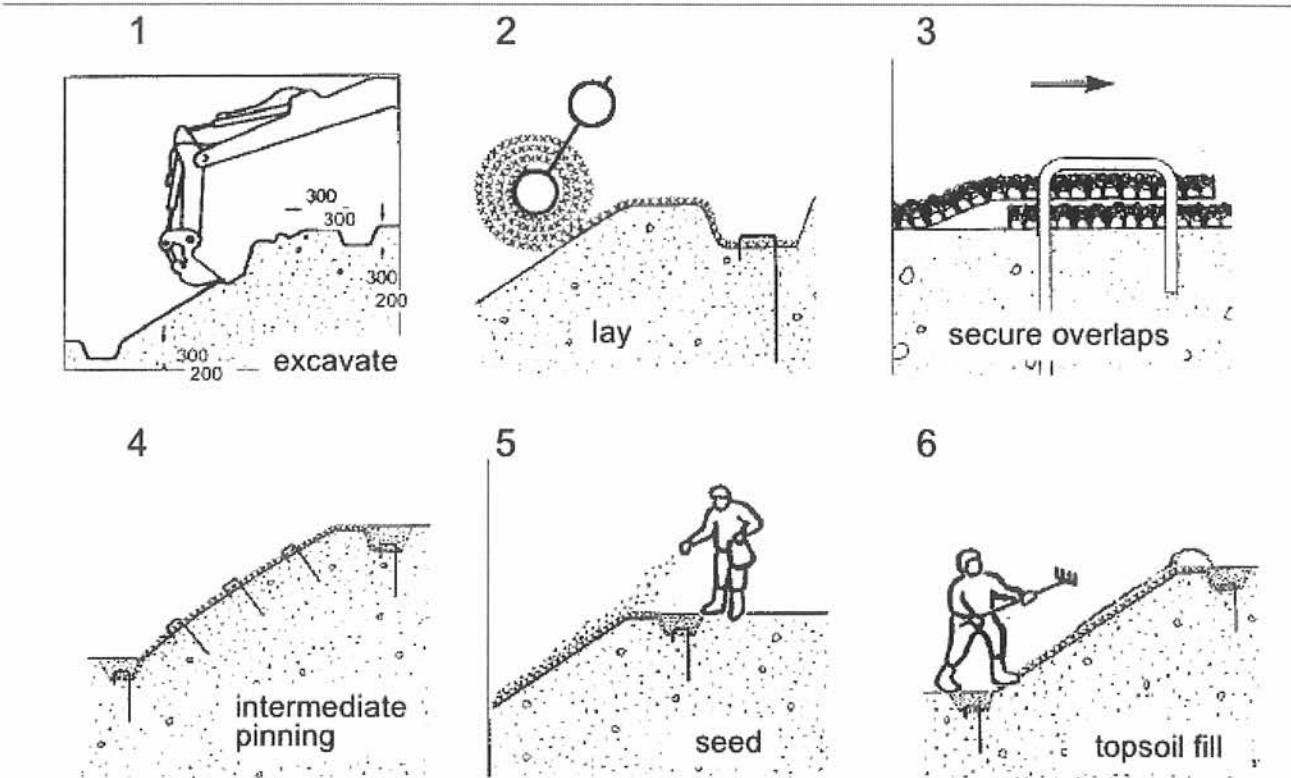 1
2
3
300
300
300
200
300
200
excavate
lay
secure overlaps
4
5
6
intermediate
pinning
seed
topsoil fill